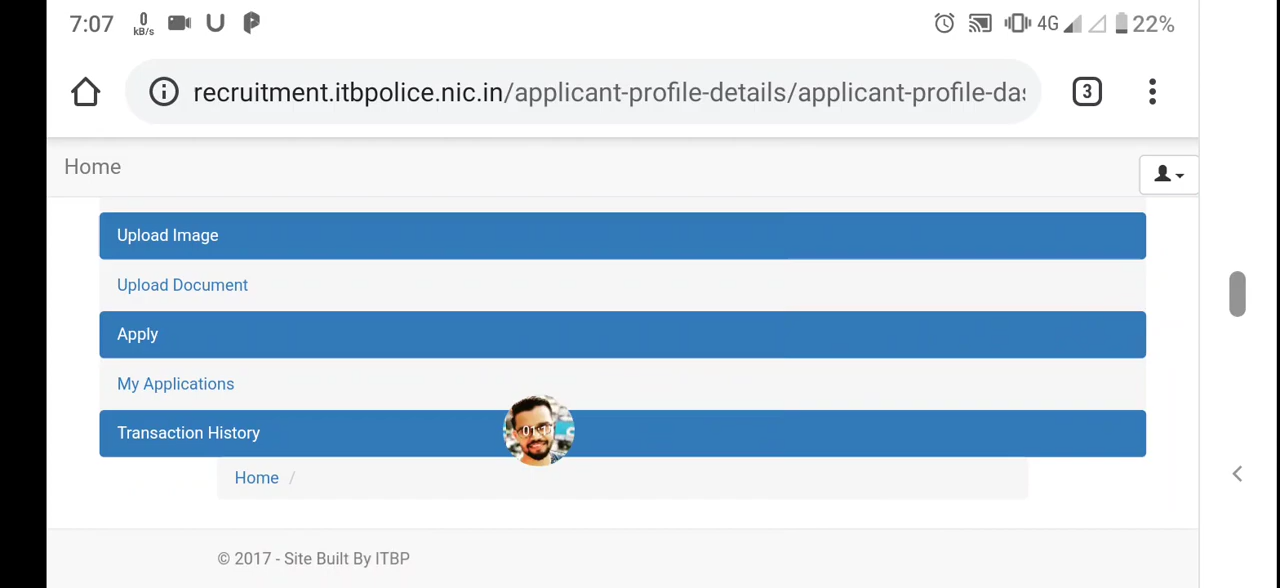 7:07 0 kB/s 4G 22%
recruitment.itbpolice.nic.in/applicant-profile-details/applicant-profile-das 3
Home
Upload Image
Upload Document
Apply
My Applications
Transaction History
Home /
© 2017 - Site Built By ITBP